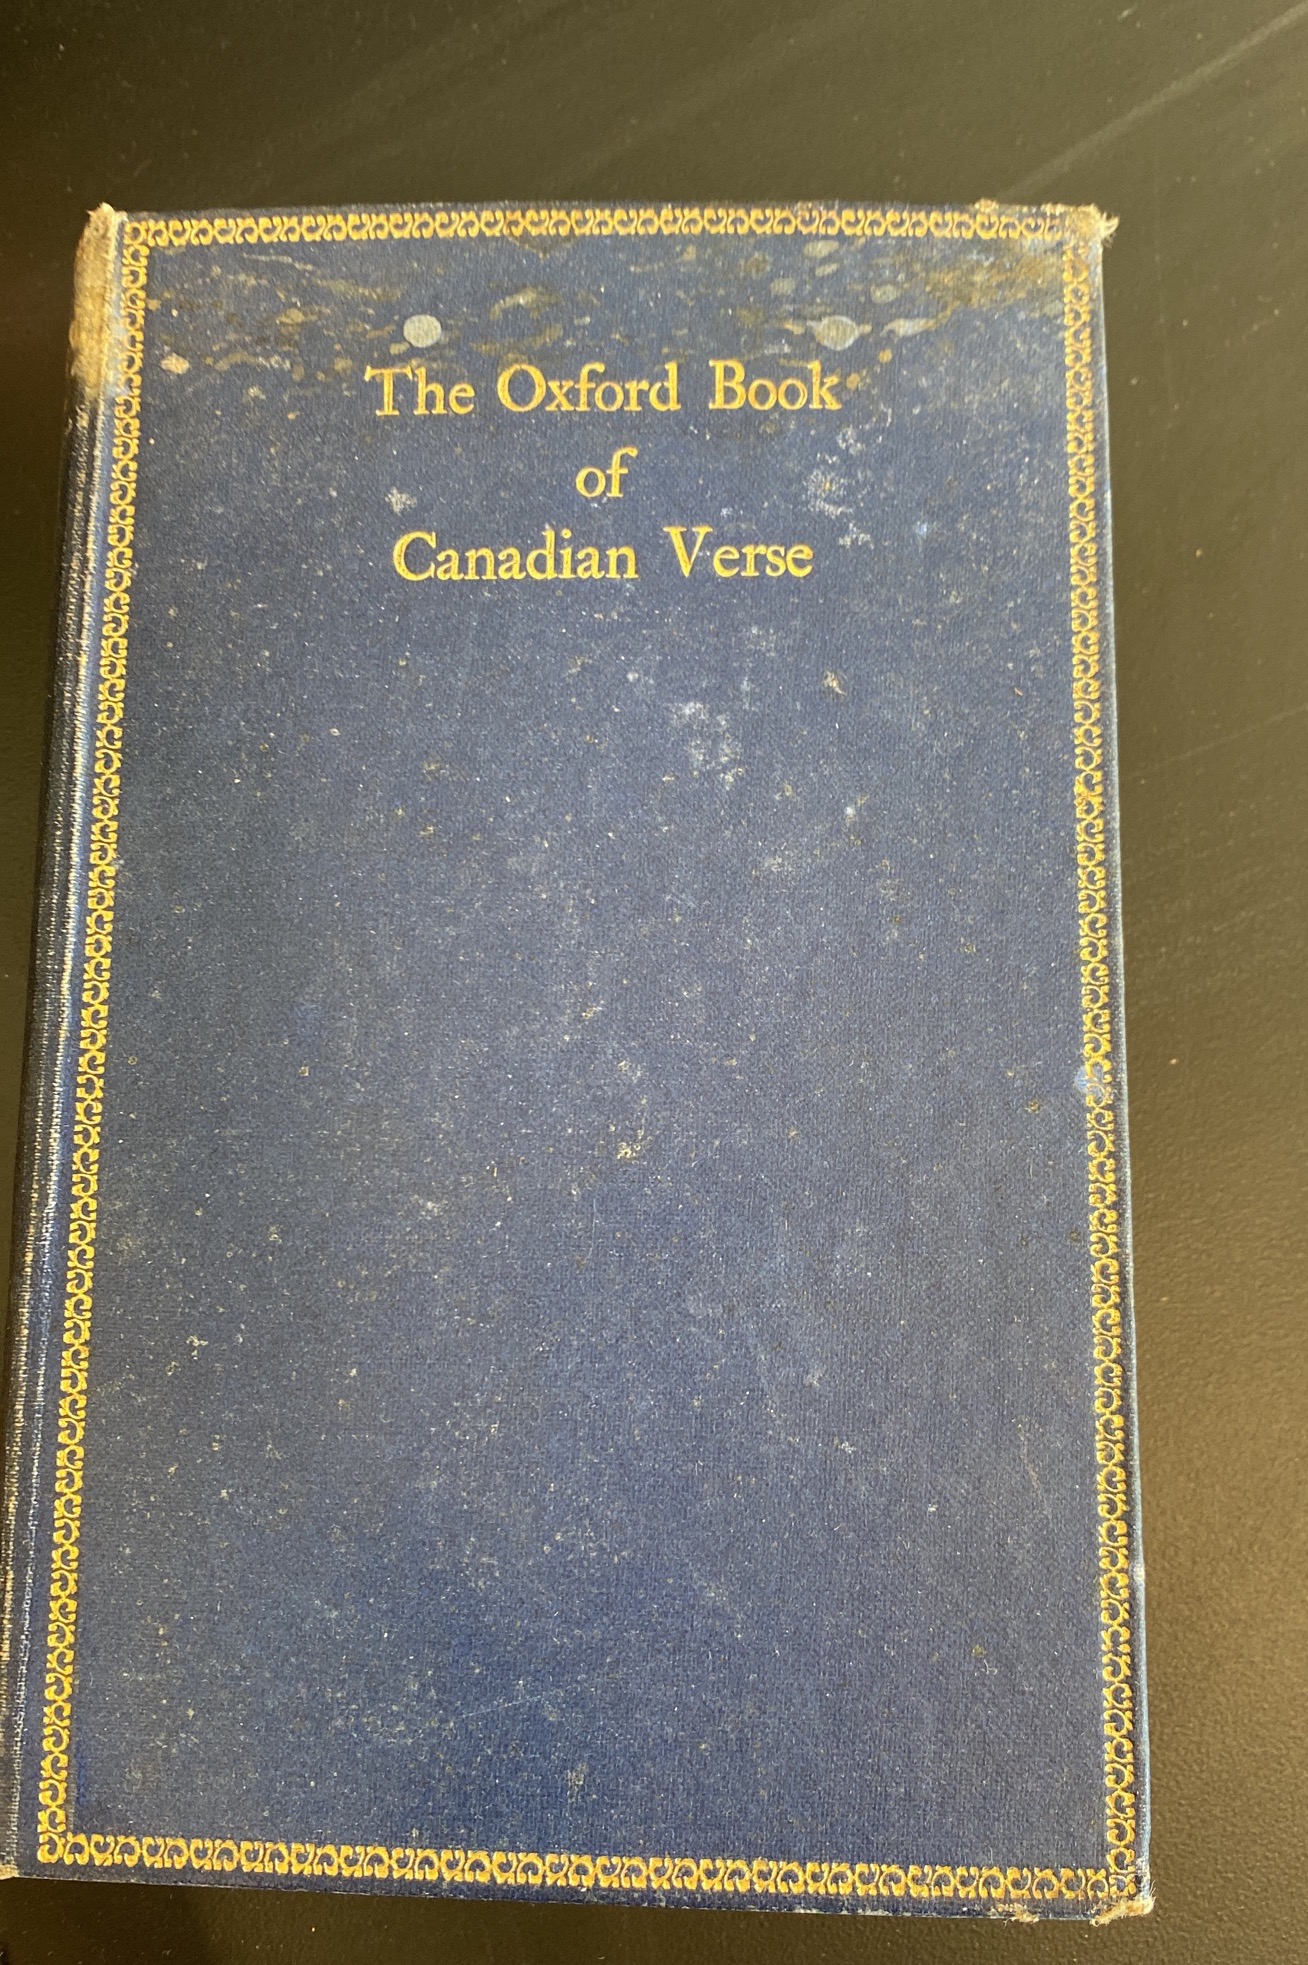 The Oxford Book
of
Canadian Verse